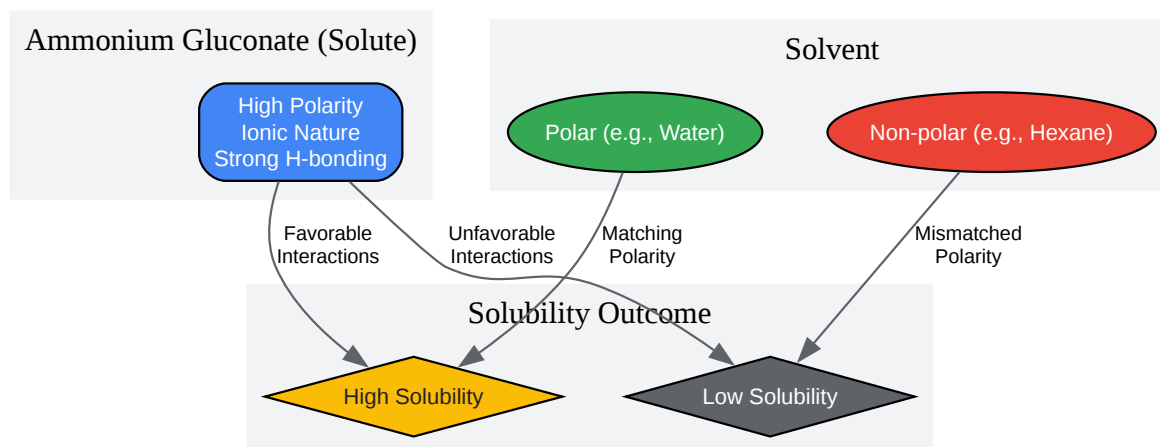 Ammonium Gluconate (Solute)
Solvent
High Polarity
Ionic Nature
Strong H-bonding
Polar (e.g., Water)
Non-polar (e.g., Hexane)
Favorable
Interactions
Unfavorable
Interactions
Matching
Polarity
Mismatched
Polarity
Solubility Outcome
High Solubility
Low Solubility